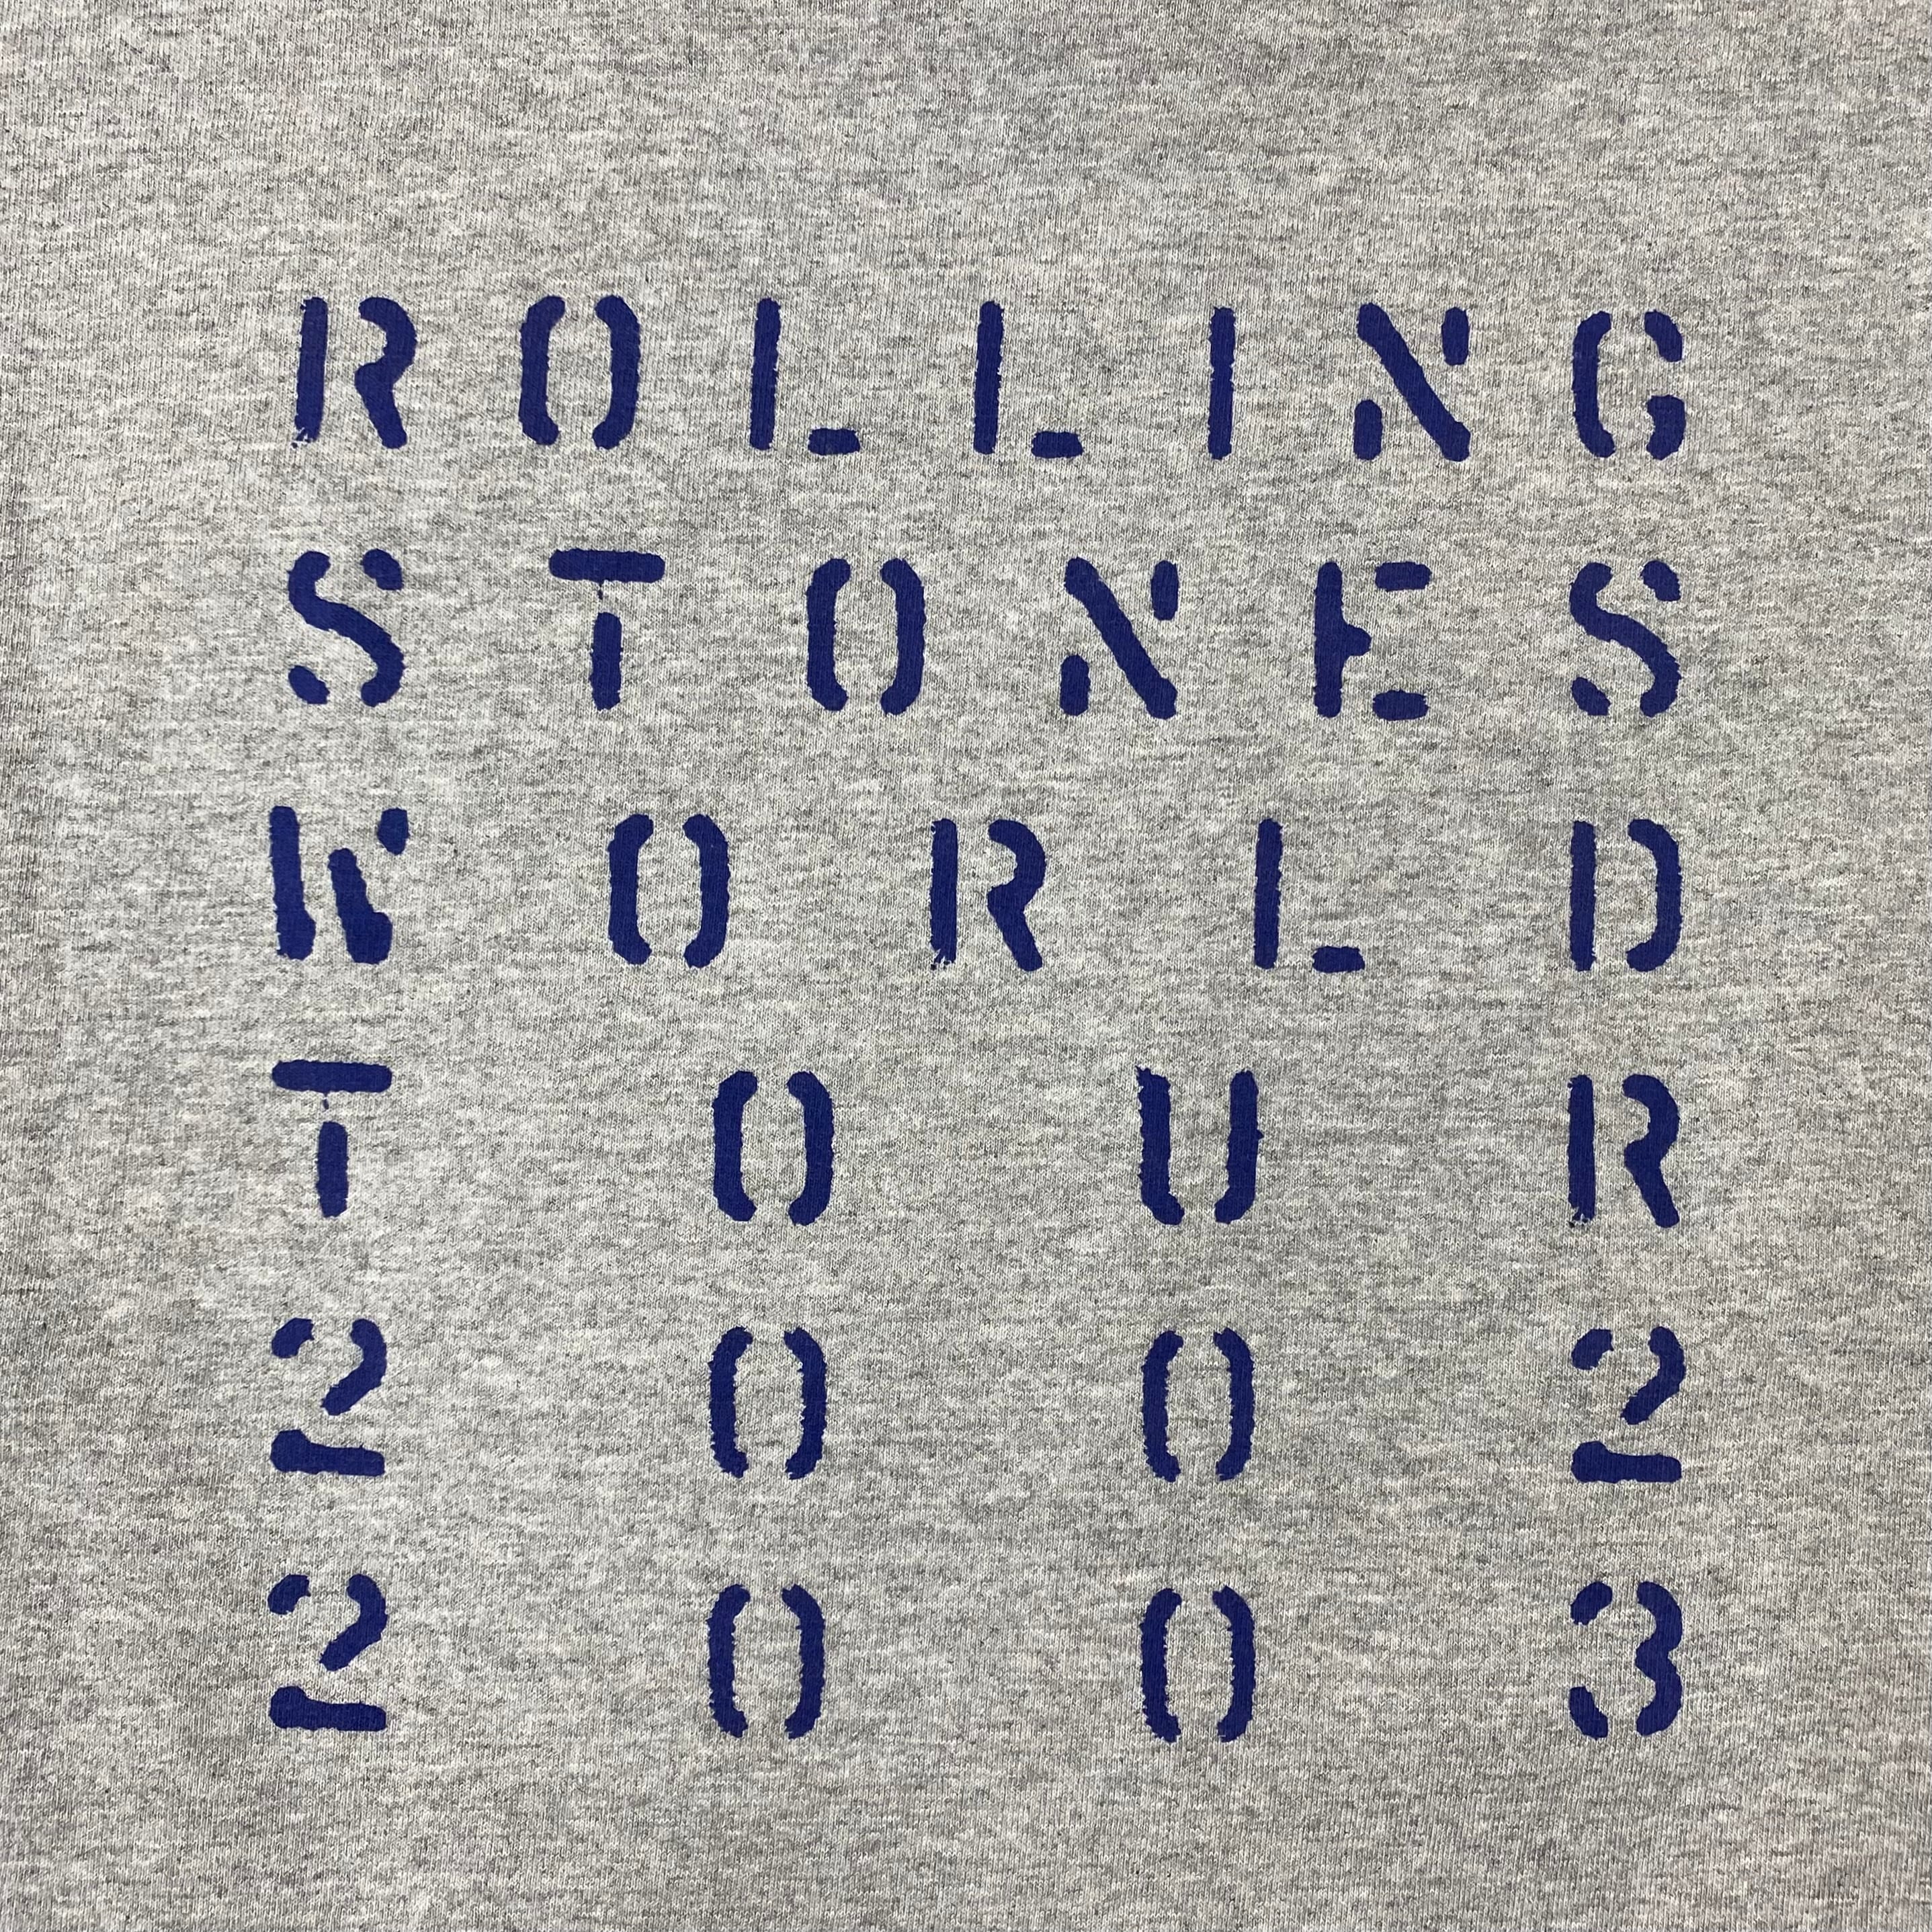 ROLLING
STONES
WORLD
TOUR
2002
2003